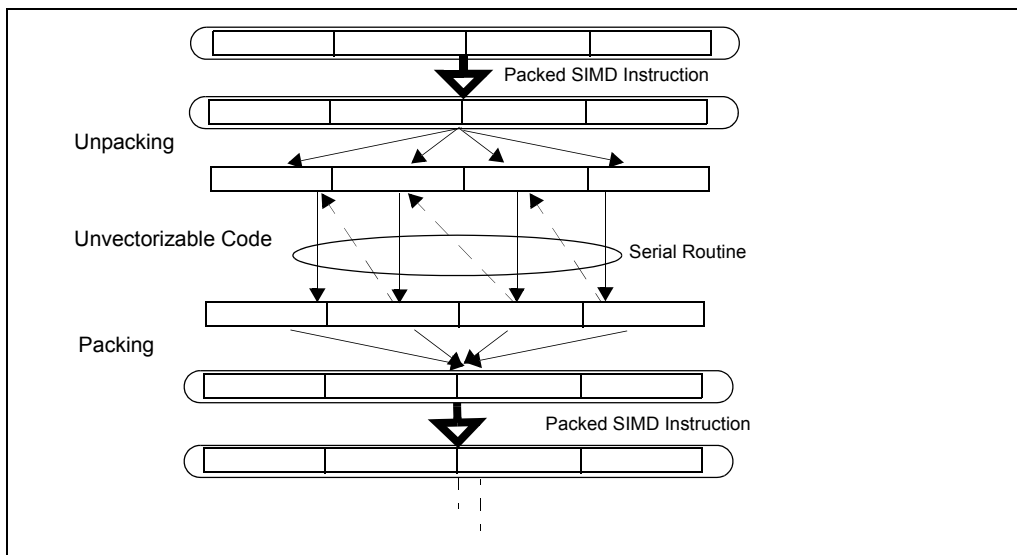 Packed SIMD Instruction
Unpacking
Unvectorizable Code
Serial Routine
Packing
Packed SIMD Instruction